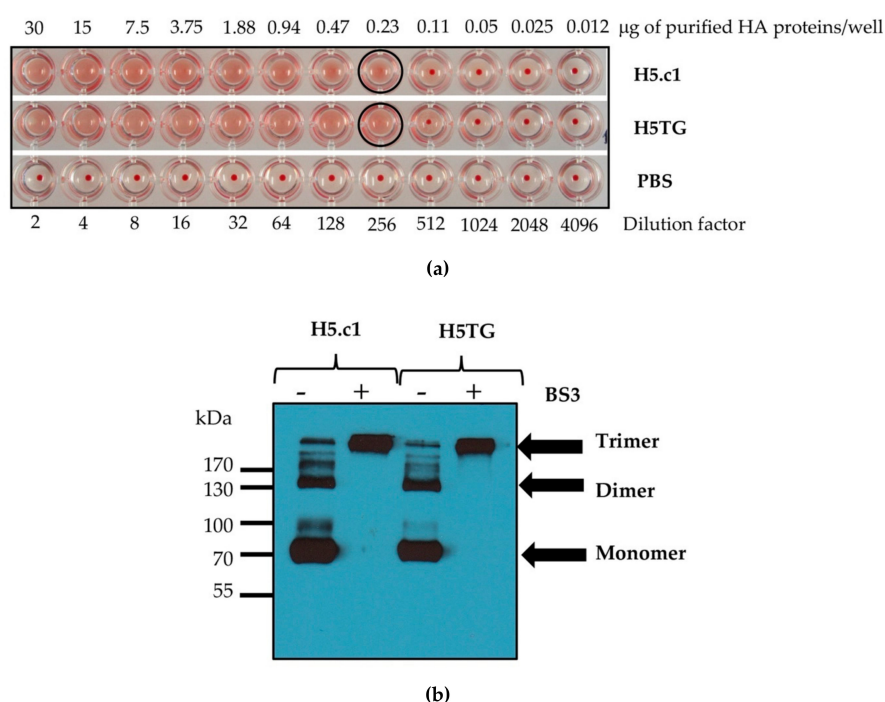 30 15 7.5 3.75 1.88 0.94 0.47 0.23 0.11 0.05 0.025 0.012 μg of purified HA proteins/well
H5.c1
H5TG
PBS
2 4 8 16 32 64 128 256 512 1024 2048 4096 Dilution factor
(a)
H5.c1 H5TG
- + - + BS3
kDa
Trimer
170
130 Dimer
100
70 Monomer
55
(b)